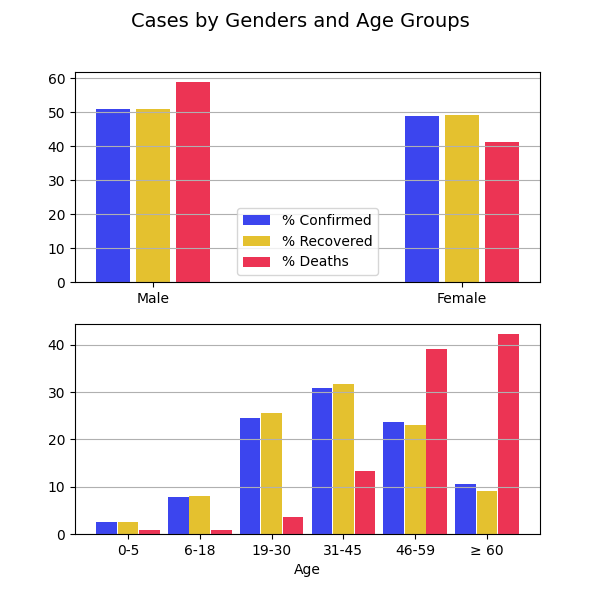 Cases by Genders and Age Groups
60
50
40
30
20
10
0
% Confirmed
% Recovered
% Deaths
Male Female
40
30
20
10
0
0-5 6-18 19-30 31-45 46-59 ≥ 60
Age